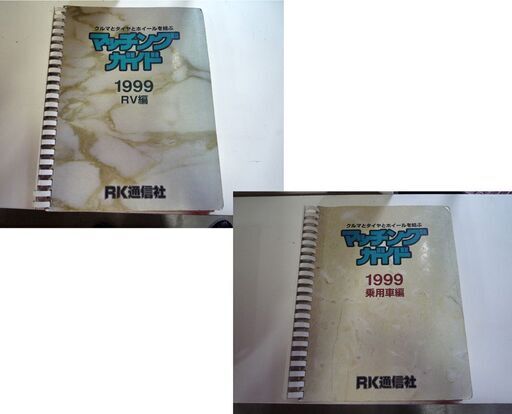 クルマとタイヤとホイールを結ぶ
マッチング
ガイド
1999
RV編
RK通信社
クルマとタイヤとホイールを結ぶ
マッチング
ガイド
1999
乗用車編
RK通信社